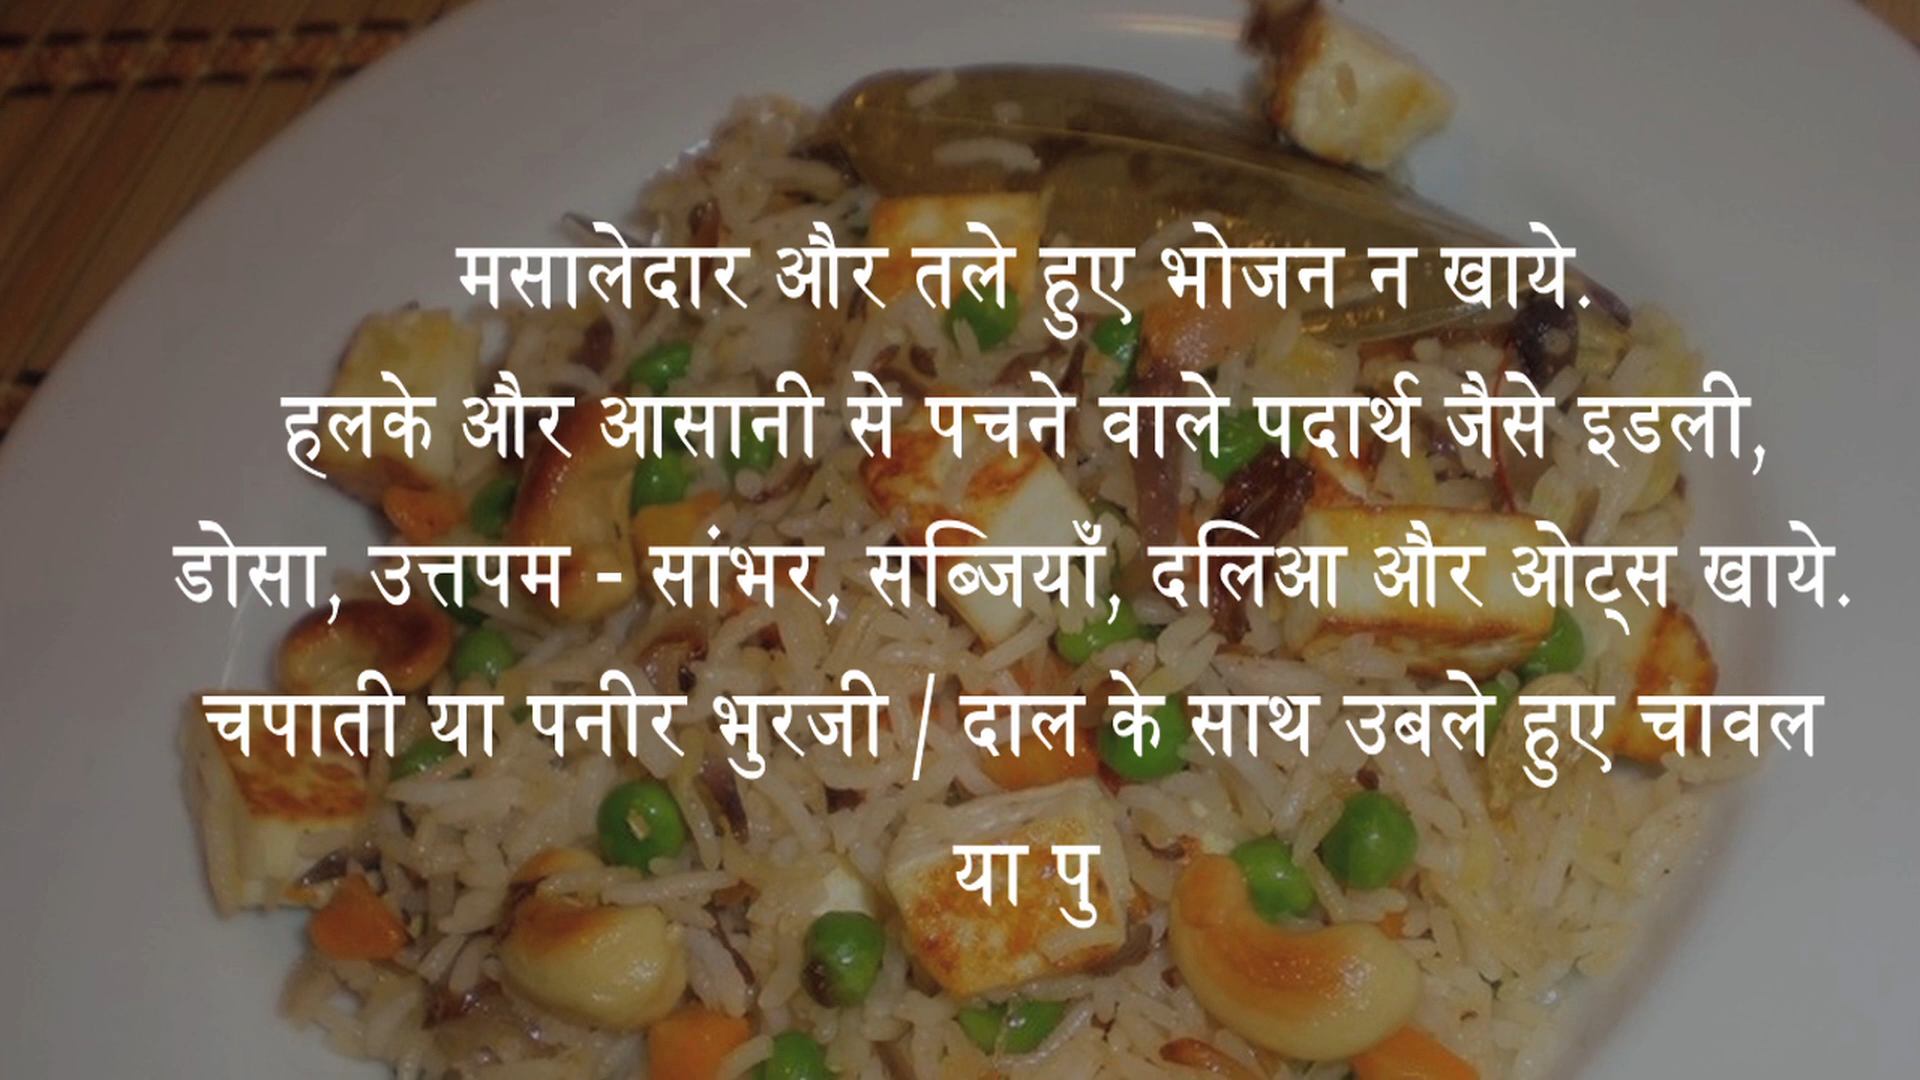 मसालेदार और तले हुए भोजन न खाये.
हलके और आसानी से पचने वाले पदार्थ जैसे इडली,
डोसा, उत्तपम - सांभर, सब्जियाँ, दलिआ और ओट्स खाये.
चपाती या पनीर भुरजी / दाल के साथ उबले हुए चावल
या पु